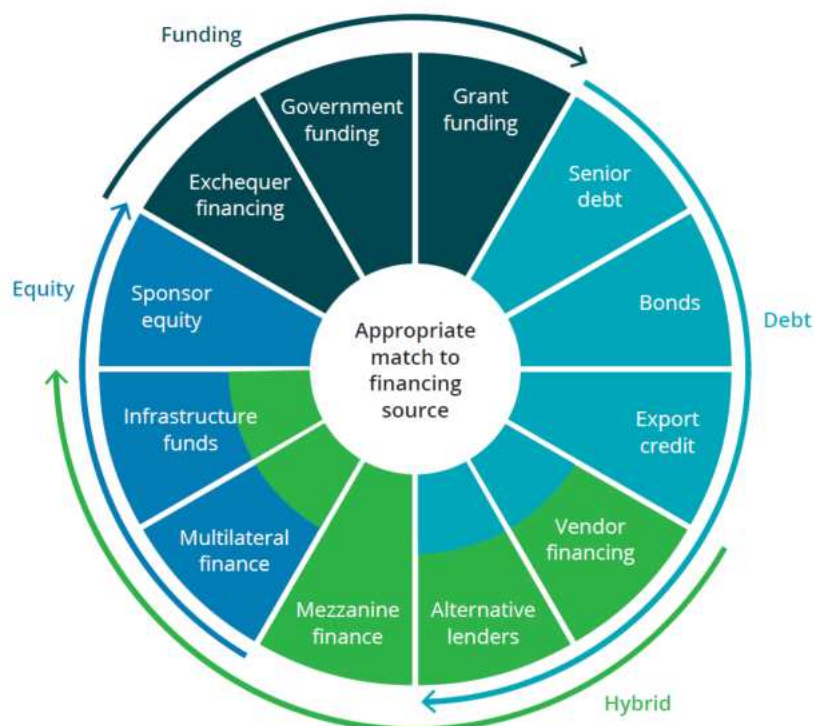 Funding
Government
funding
Grant
funding
Exchequer
financing
Senior
debt
Equity
Sponsor
equity
Bonds
Debt
Appropriate
match to
financing
source
Infrastructure
funds
Export
credit
Multilateral
finance
Vendor
financing
Mezzanine
finance
Alternative
lenders
Hybrid